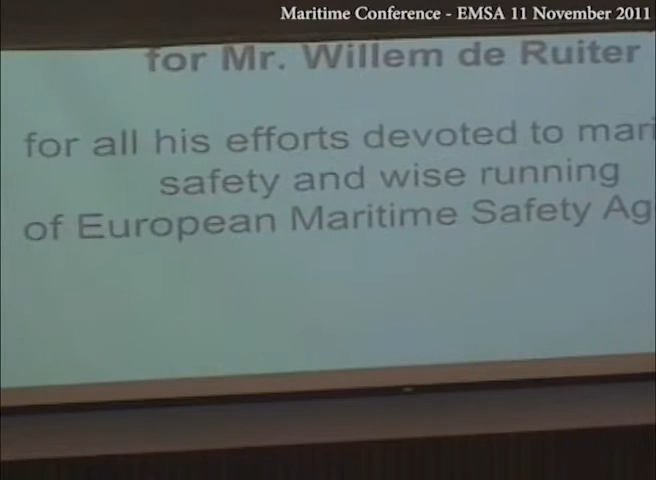 Maritime Conference - EMSA 11 November 2011
for Mr. Willem de Ruiter
for all his efforts devoted to mari
safety and wise running
of European Maritime Safety Ag